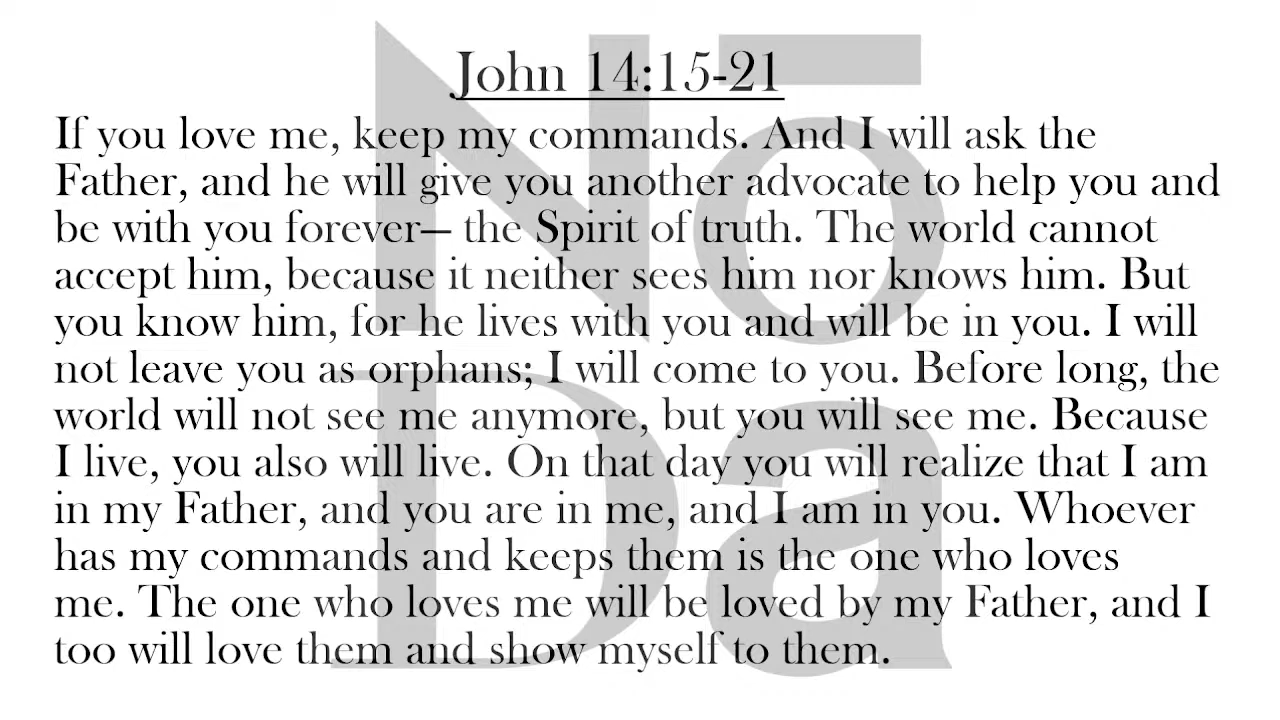 John 14:15-21
If you love me, keep my commands. And I will ask the
Father, and he will give you another advocate to help you and
be with you forever— the Spirit of truth. The world cannot
accept him, because it neither sees him nor knows him. But
you know him, for he lives with you and will be in you. I will
not leave you as orphans; I will come to you. Before long, the
world will not see me anymore, but you will see me. Because
I live, you also will live. On that day you will realize that I am
in my Father, and you are in me, and I am in you. Whoever
has my commands and keeps them is the one who loves
me. The one who loves me will be loved by my Father, and I
too will love them and show myself to them.
Nō
Da